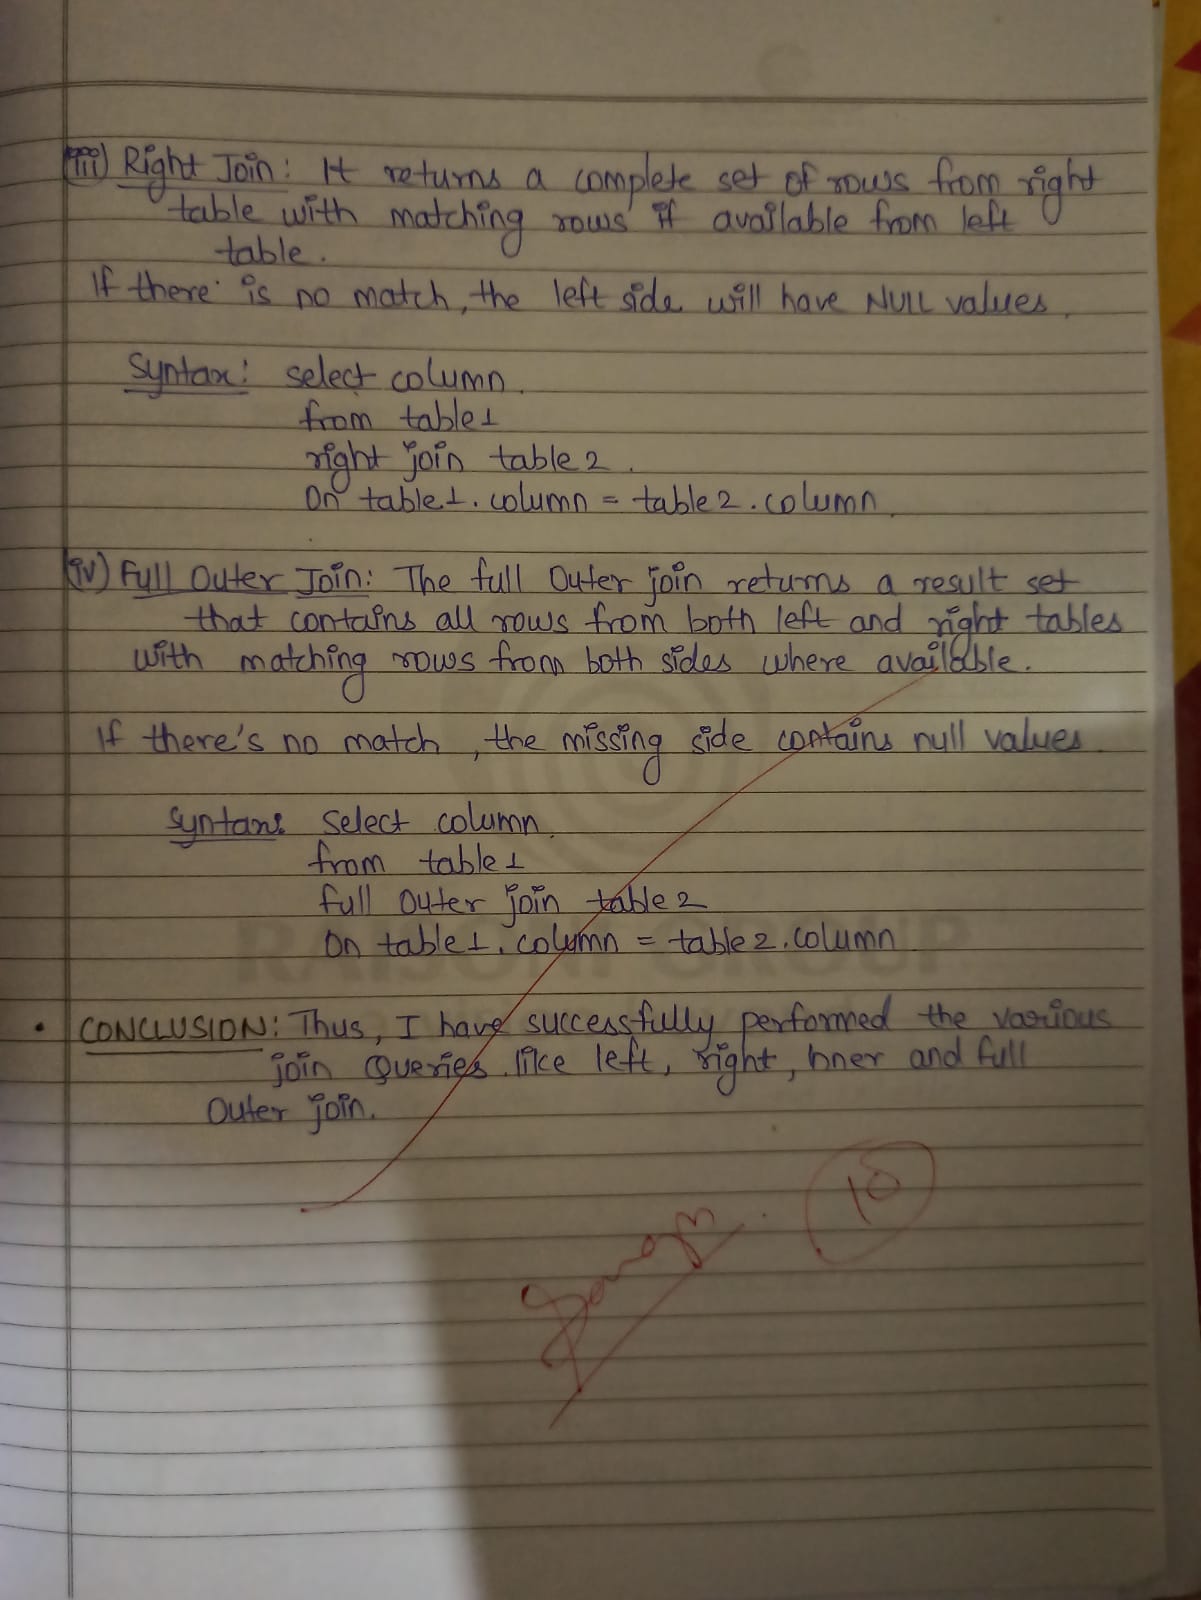 iii) Right Join: It returns a complete set of rows from right
table with matching rows if available from left
table.
If there is no match, the left side will have NULL values.
Syntax: select column
from table1
right join table2.
On table1.column = table2.column
iv) Full Outer Join: The full Outer join returns a result set
that contains all rows from both left and right tables
with matching rows from both sides where available.
If there's no match, the missing side contains null values
Syntax: Select column
from table1
full outer join table2
On table1.column = table2.column
RAISONI GROUP
• CONCLUSION: Thus, I have successfully performed the various
join Queries like left, right, Inner and full
Outer join.
10